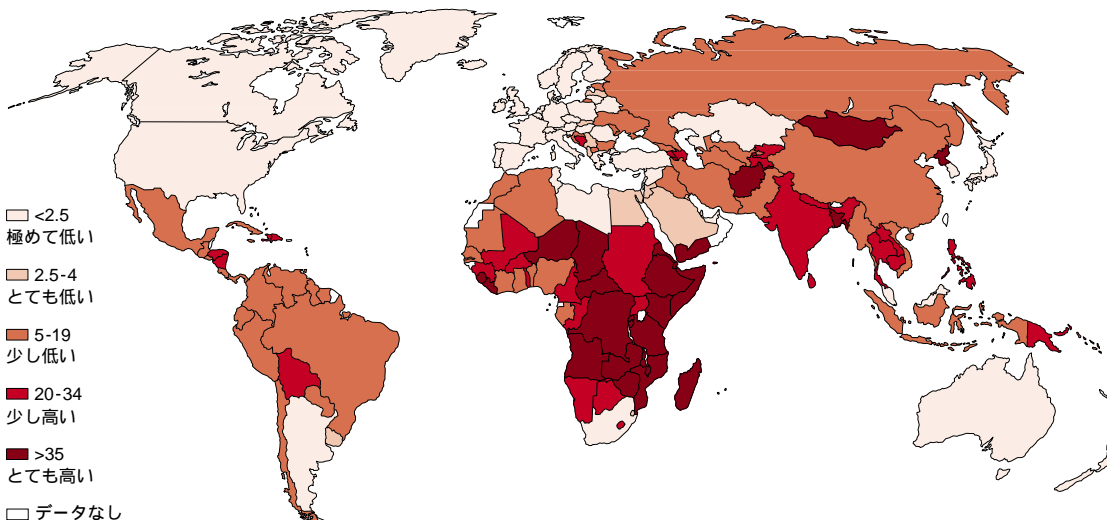 <2.5
極めて低い
2.5-4
とても低い
5-19
少し低い
20-34
少し高い
>35
とても高い
データなし